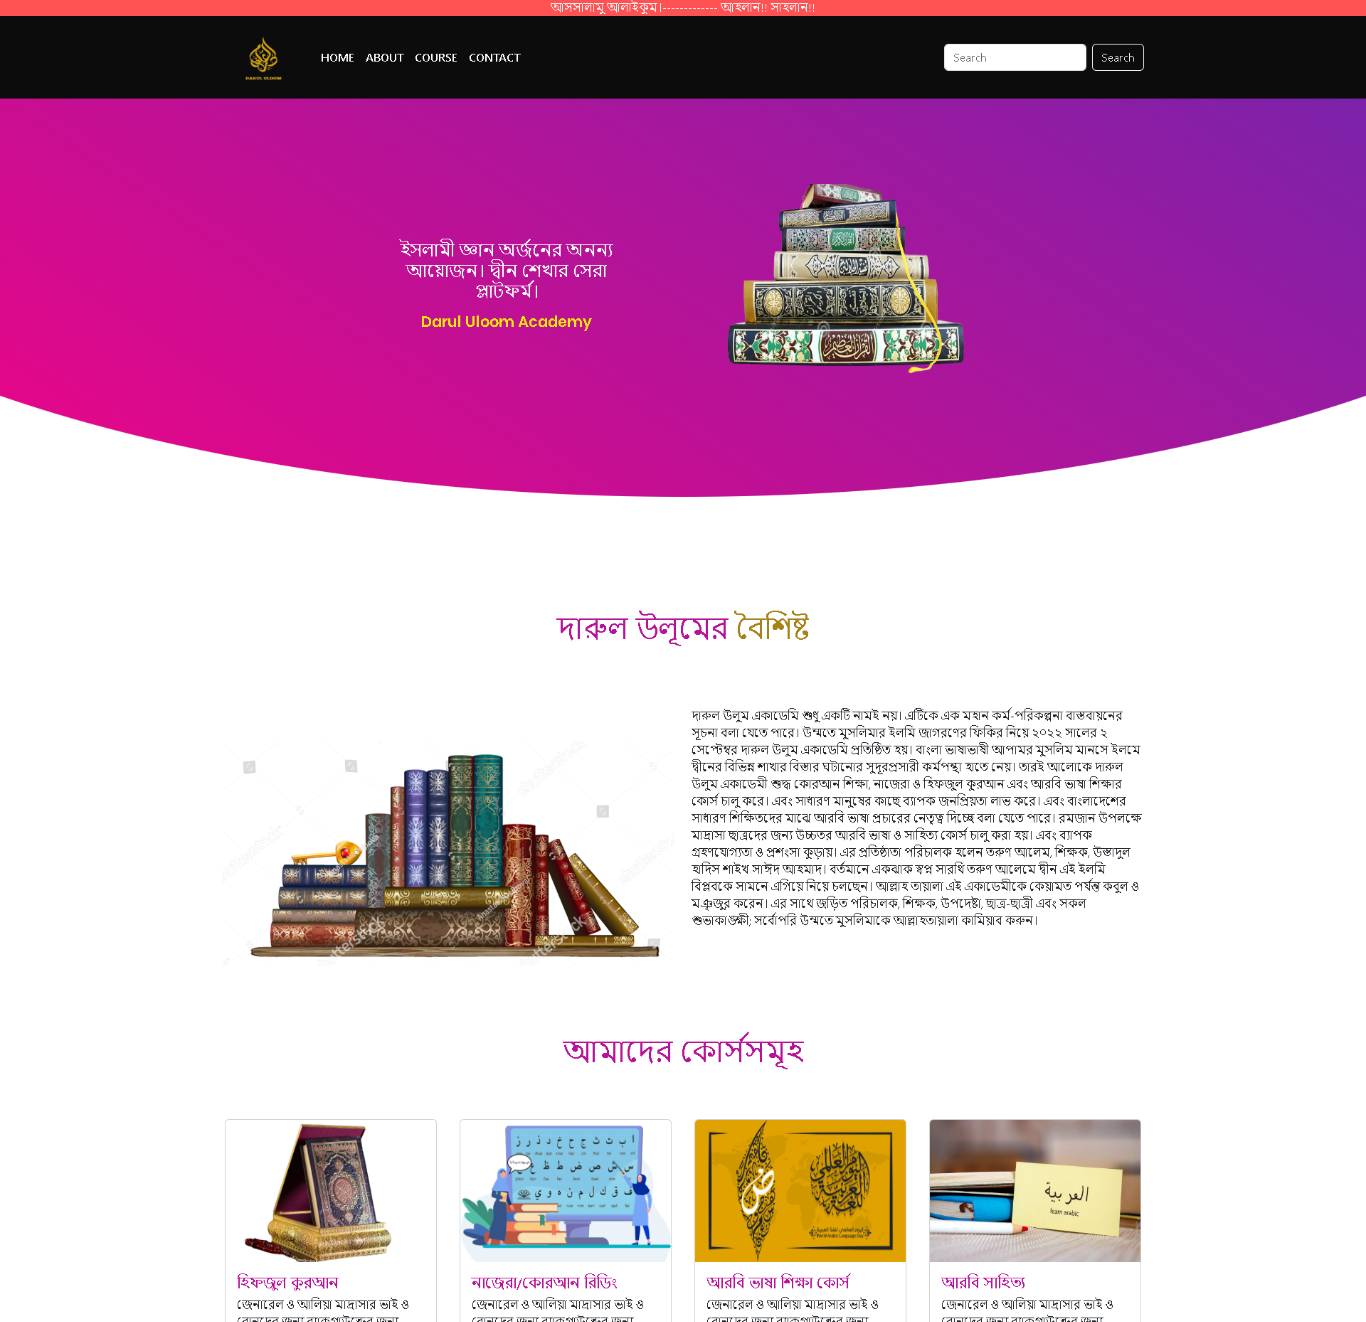 আসসালামু আলাইকুম।------------- আহলান!! সাহলান!!
DARUL ULOOM
HOME ABOUT COURSE CONTACT
Search Search
ইসলামী জ্ঞান অর্জনের অনন্য
আয়োজন। দ্বীন শেখার সেরা
প্লাটফর্ম।
Darul Uloom Academy
দারুল উলূমের বৈশিষ্ট
দারুল উলুম একাডেমি শুধু একটি নামই নয়। এটিকে এক মহান কর্ম-পরিকল্পনা বাস্তবায়নের
সূচনা বলা যেতে পারে। উম্মতে মুসলিমার ইলমি জাগরণের ফিকির নিয়ে ২০২২ সালের ২
সেপ্টেম্বর দারুল উলুম একাডেমি প্রতিষ্ঠিত হয়। বাংলা ভাষাভাষী আপামর মুসলিম মানসে ইলমে
দ্বীনের বিভিন্ন শাখার বিস্তার ঘটানোর সুদূরপ্রসারী কর্মপন্থা হাতে নেয়। তারই আলোকে দারুল
উলুম একাডেমী শুদ্ধ কোরআন শিক্ষা, নাজেরা ও হিফজুল কুরআন এবং আরবি ভাষা শিক্ষার
কোর্স চালু করে। এবং সাধারণ মানুষের কাছে ব্যাপক জনপ্রিয়তা লাভ করে। এবং বাংলাদেশের
সাধারণ শিক্ষিতদের মাঝে আরবি ভাষা প্রচারের নেতৃত্ব দিচ্ছে বলা যেতে পারে। রমজান উপলক্ষে
মাদ্রাসা ছাত্রদের জন্য উচ্চতর আরবি ভাষা ও সাহিত্য কোর্স চালু করা হয়। এবং ব্যাপক
গ্রহণযোগ্যতা ও প্রশংসা কুড়ায়। এর প্রতিষ্ঠাতা পরিচালক হলেন তরুণ আলেম, শিক্ষক, উস্তাদুল
হাদিস শাইখ সাঈদ আহমাদ। বর্তমানে একঝাক স্বপ্ন সারথি তরুণ আলেমে দ্বীন এই ইলমি
বিপ্লবকে সামনে এগিয়ে নিয়ে চলছেন। আল্লাহ তায়ালা এই একাডেমীকে কেয়ামত পর্যন্ত কবুল ও
মঞ্জুর করেন। এর সাথে জড়িত পরিচালক, শিক্ষক, উপদেষ্টা, ছাত্র-ছাত্রী এবং সকল
শুভাকাঙ্ক্ষী; সর্বোপরি উম্মতে মুসলিমাকে আল্লাহতায়ালা কামিয়াব করুন।
আমাদের কোর্সসমূহ
ا ب ت ث ج ح خ د ذ ر ز
العربية
learn arabic
হিফজুল কুরআন
জেনারেল ও আলিয়া মাদ্রাসার ভাই ও
নাজেরা/কোরআন রিডিং
জেনারেল ও আলিয়া মাদ্রাসার ভাই ও
আরবি ভাষা শিক্ষা কোর্স
জেনারেল ও আলিয়া মাদ্রাসার ভাই ও
আরবি সাহিত্য
জেনারেল ও আলিয়া মাদ্রাসার ভাই ও